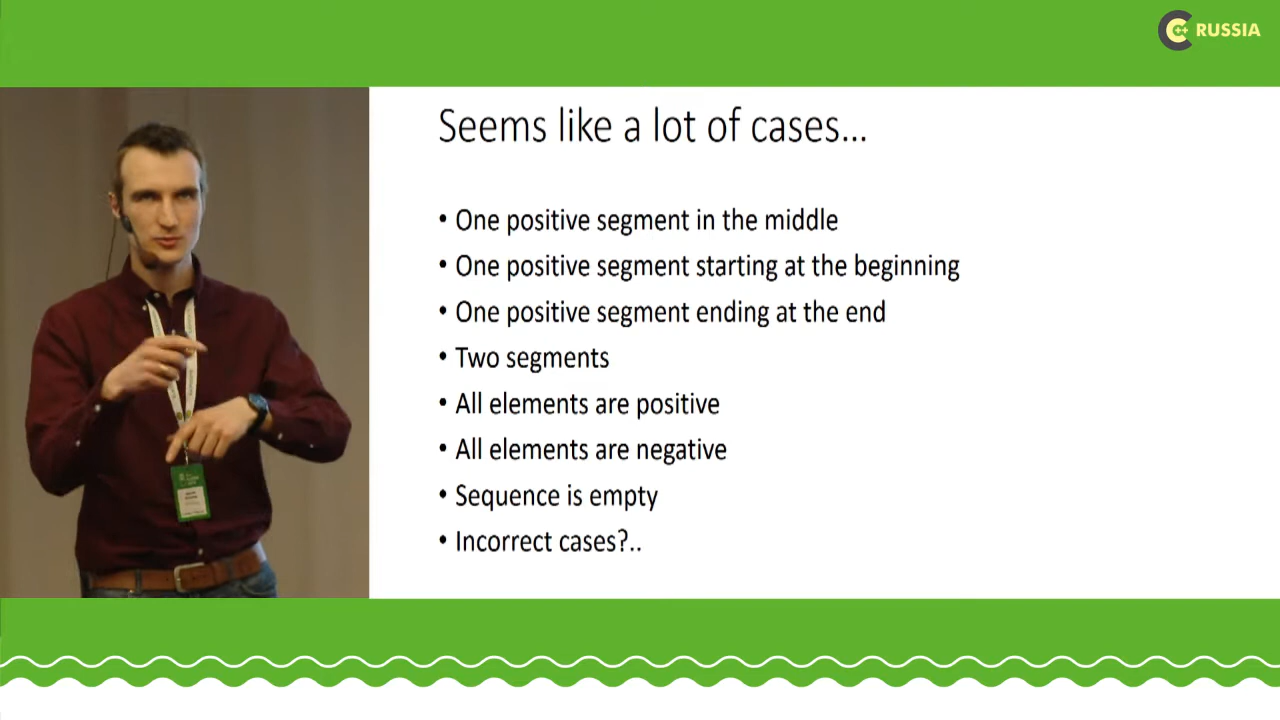 C++ RUSSIA
Seems like a lot of cases...
• One positive segment in the middle
• One positive segment starting at the beginning
• One positive segment ending at the end
• Two segments
• All elements are positive
• All elements are negative
• Sequence is empty
• Incorrect cases?..